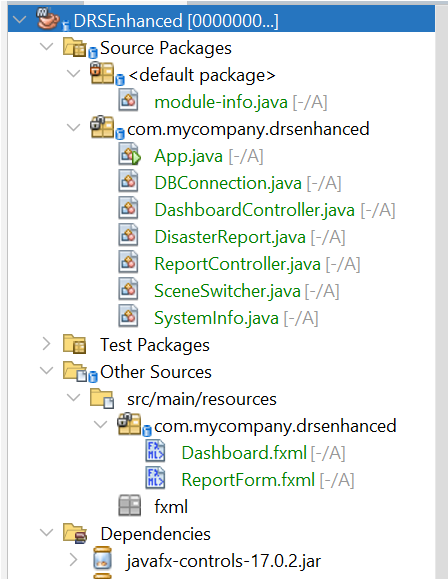 DRSEnhanced [0000000...]
Source Packages
<default package>
module-info.java [-/A]
com.mycompany.drsenhanced
App.java [-/A]
DBConnection.java [-/A]
DashboardController.java [-/A]
DisasterReport.java [-/A]
ReportController.java [-/A]
SceneSwitcher.java [-/A]
SystemInfo.java [-/A]
Test Packages
Other Sources
src/main/resources
com.mycompany.drsenhanced
Dashboard.fxml [-/A]
ReportForm.fxml [-/A]
fxml
Dependencies
javafx-controls-17.0.2.jar